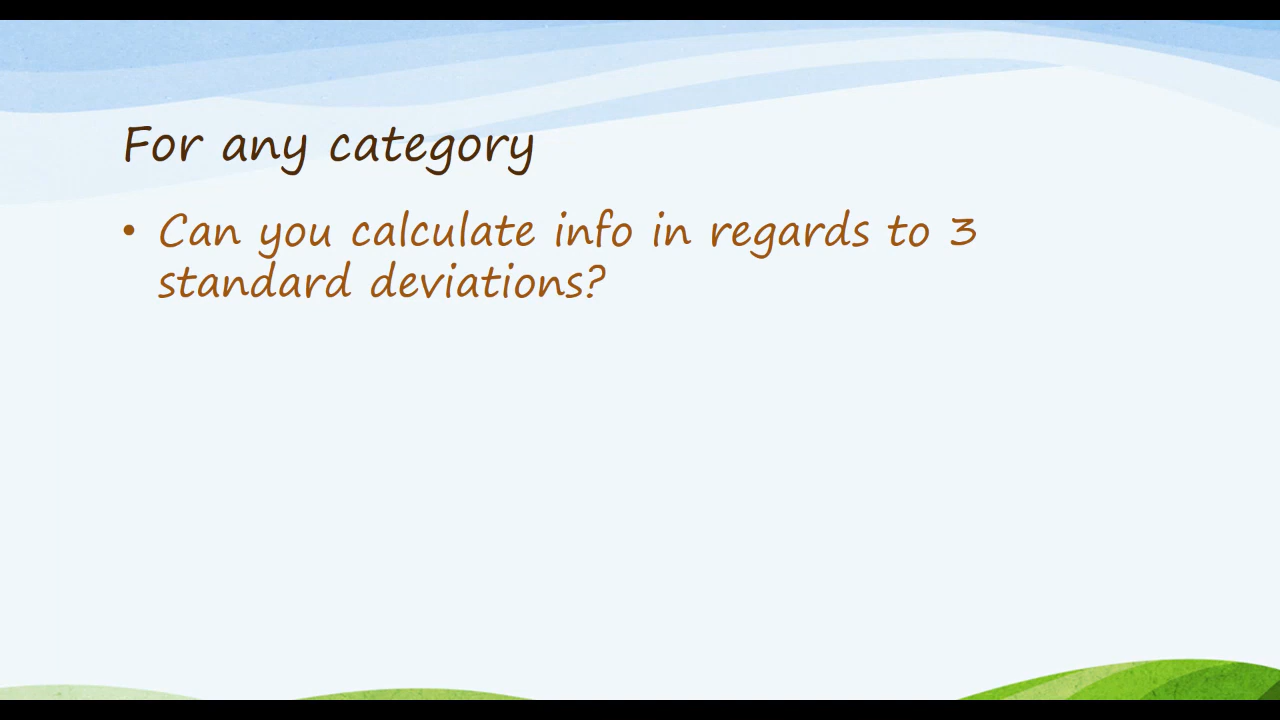 For any category
• Can you calculate info in regards to 3
standard deviations?